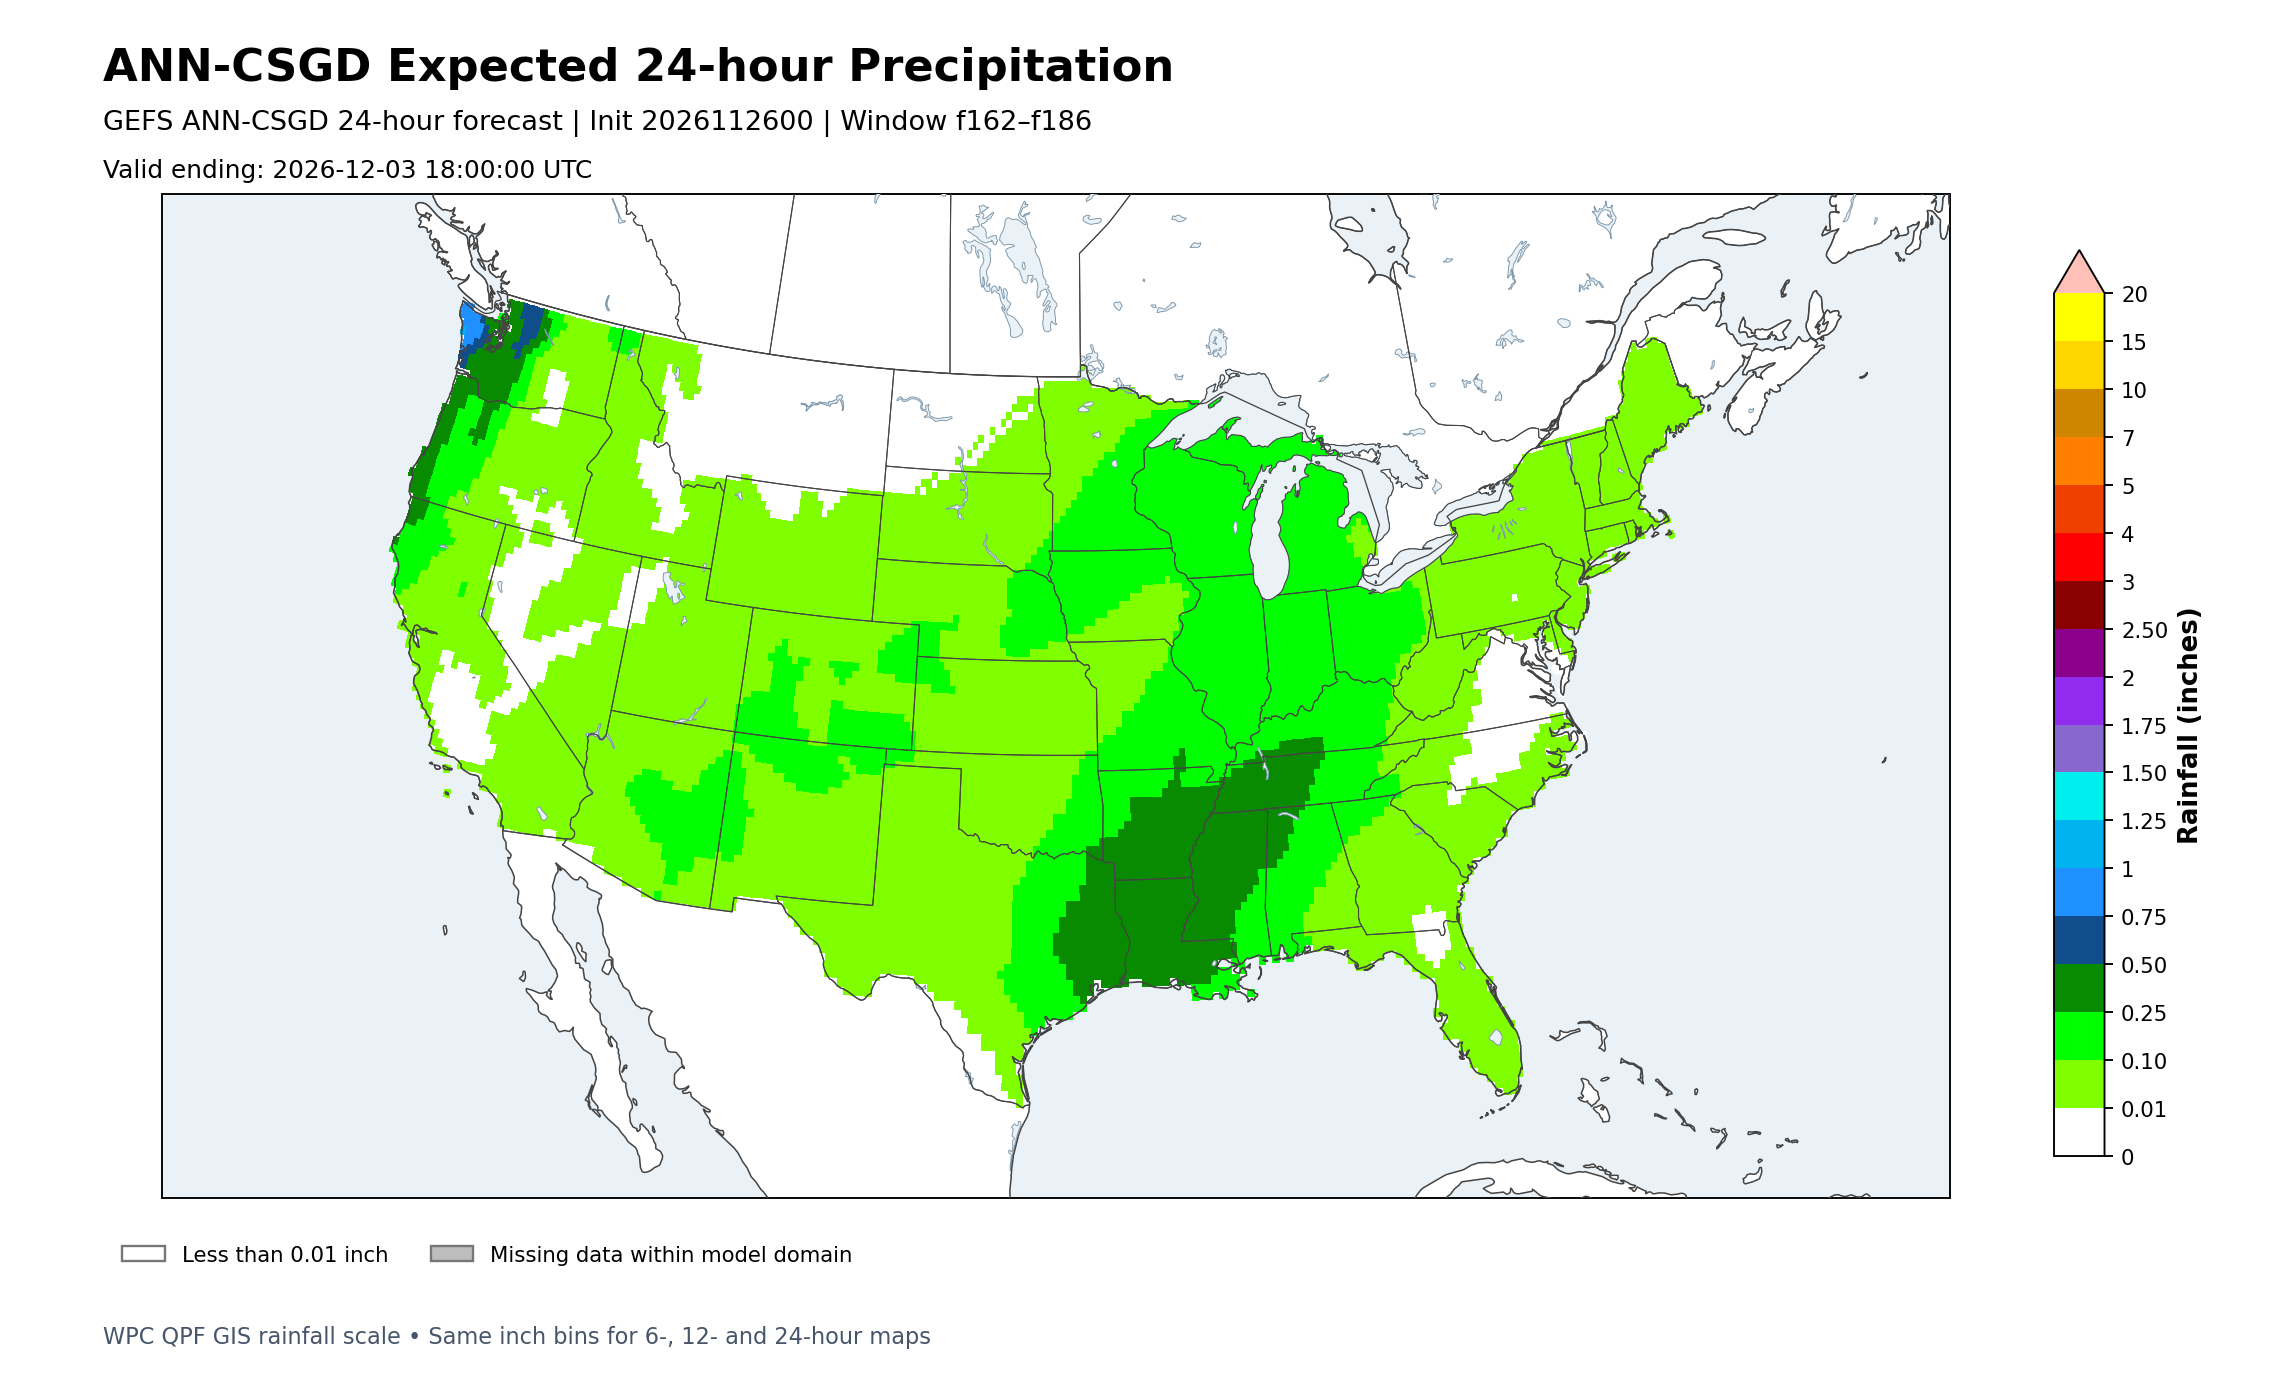 ANN-CSGD Expected 24-hour Precipitation
GEFS ANN-CSGD 24-hour forecast | Init 2026112600 | Window f162–f186
Valid ending: 2026-12-03 18:00:00 UTC
20
15
10
7
5
4
3
2.50
2
1.75
1.50
1.25
1
0.75
0.50
0.25
0.10
0.01
0
Rainfall (inches)
Less than 0.01 inch
Missing data within model domain
WPC QPF GIS rainfall scale • Same inch bins for 6-, 12- and 24-hour maps